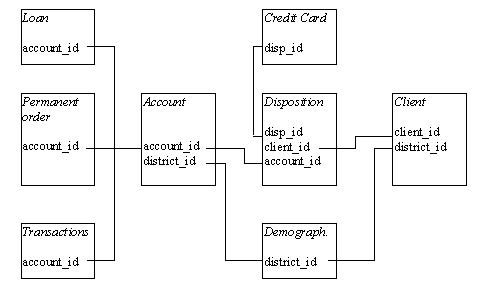 Loan
account_id
Credit Card
disp_id
Permanent
order
account_id
Account
account_id
district_id
Disposition
disp_id
client_id
account_id
Client
client_id
district_id
Transactions
account_id
Demograph.
district_id